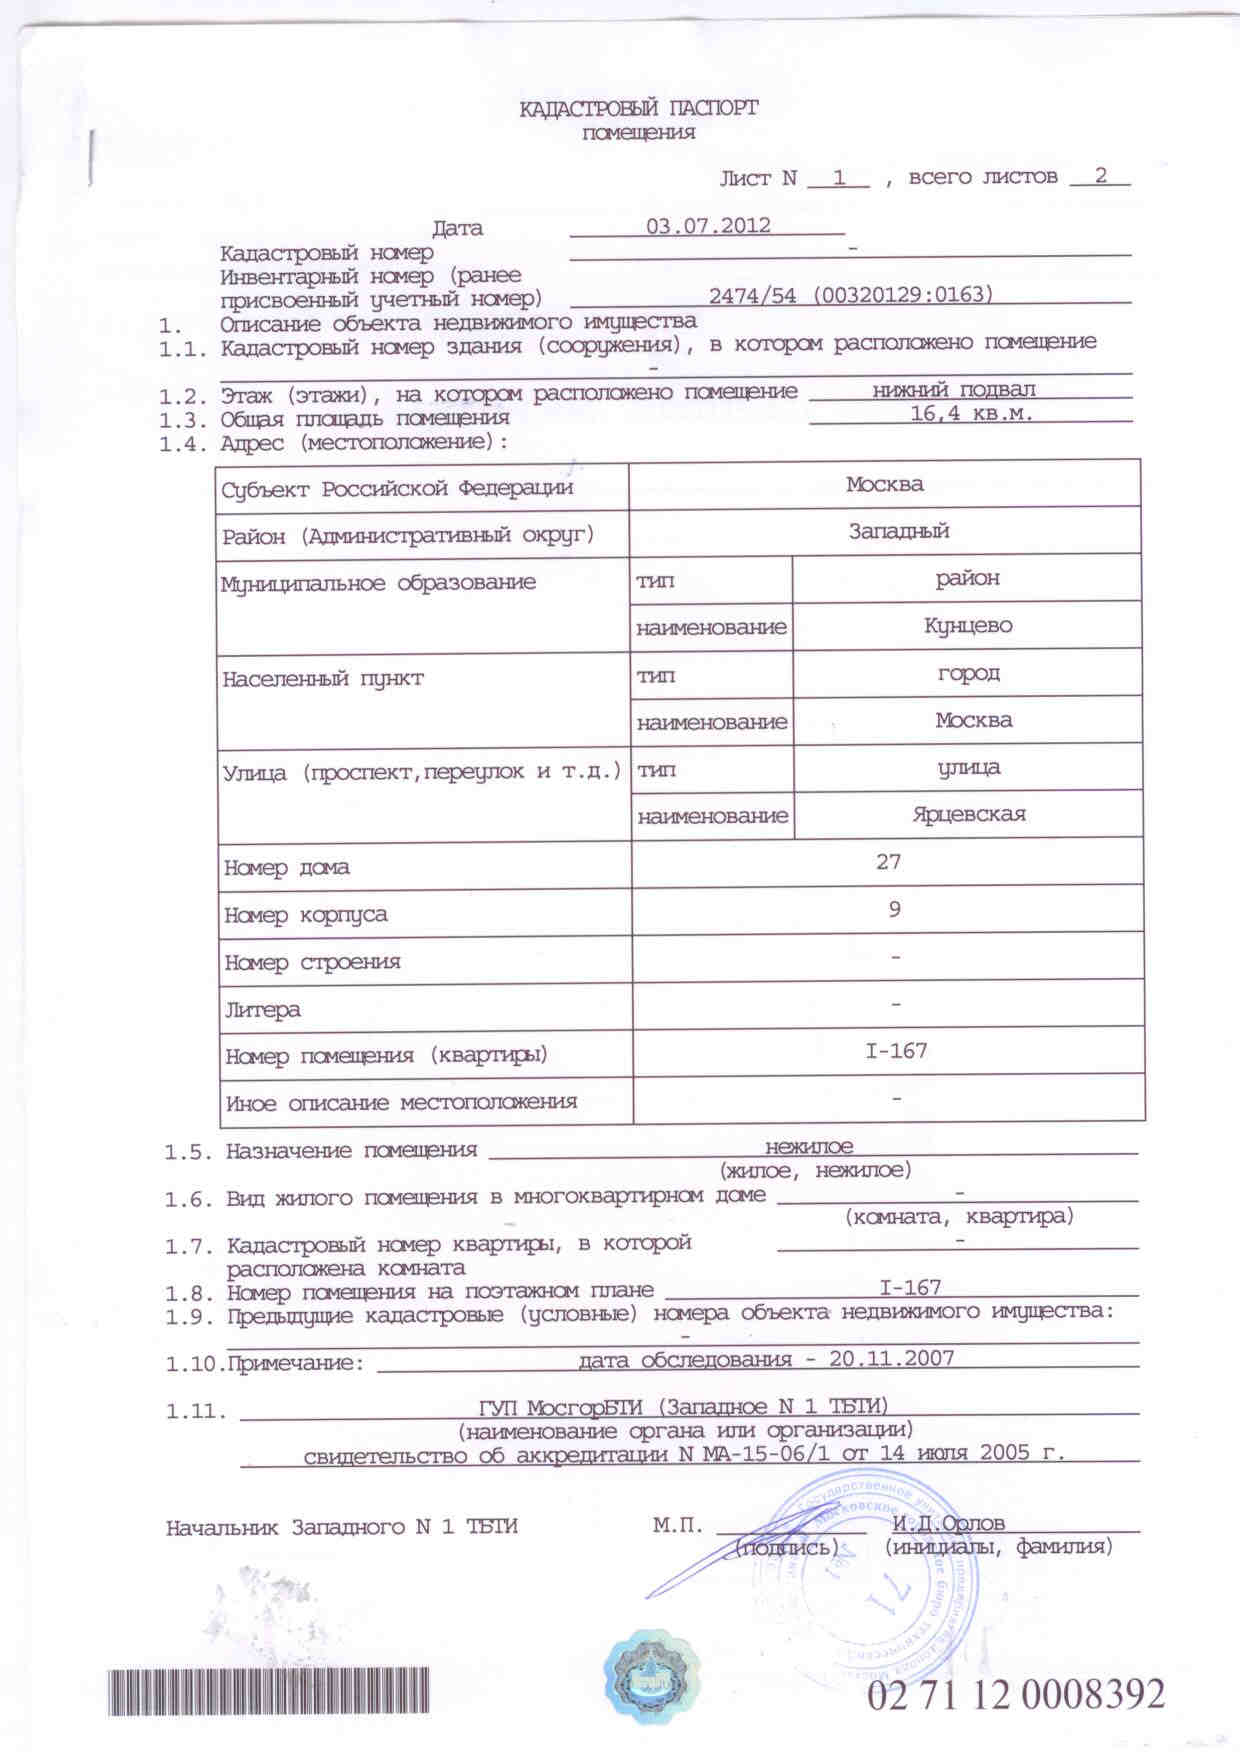 КАДАСТРОВЫЙ ПАСПОРТ
помещения
Лист N 1 , всего листов 2
Дата 03.07.2012
Кадастровый номер -
Инвентарный номер (ранее
присвоенный учетный номер) 2474/54 (00320129:0163)
1. Описание объекта недвижимого имущества
1.1. Кадастровый номер здания (сооружения), в котором расположено помещение
-
1.2. Этаж (этажи), на котором расположено помещение нижний подвал
1.3. Общая площадь помещения 16,4 кв.м.
1.4. Адрес (местоположение):
Субъект Российской Федерации Москва
Район (Административный округ) Западный
Муниципальное образование тип район
наименование Кунцево
Населенный пункт тип город
наименование Москва
Улица (проспект,переулок и т.д.) тип улица
наименование Ярцевская
Номер дома 27
Номер корпуса 9
Номер строения -
Литера -
Номер помещения (квартиры) I-167
Иное описание местоположения -
1.5. Назначение помещения нежилое
(жилое, нежилое)
1.6. Вид жилого помещения в многоквартирном доме -
(комната, квартира)
1.7. Кадастровый номер квартиры, в которой -
расположена комната
1.8. Номер помещения на поэтажном плане I-167
1.9. Предыдущие кадастровые (условные) номера объекта недвижимого имущества:
-
1.10.Примечание: дата обследования - 20.11.2007
1.11. ГУП МосгорБТИ (Западное N 1 ТБТИ)
(наименование органа или организации)
свидетельство об аккредитации N МА-15-06/1 от 14 июля 2005 г.
Начальник Западного N 1 ТБТИ М.П. И.Д.Орлов
(подпись) (инициалы, фамилия)
02 71 12 0008392